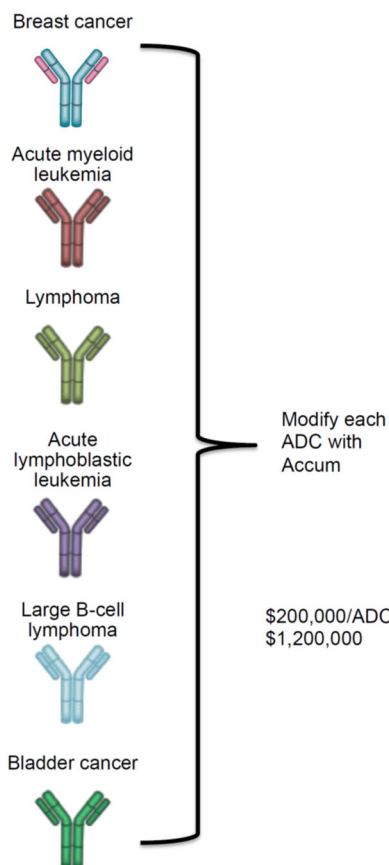 Breast cancer
Acute myeloid
leukemia
Lymphoma
Acute
lymphoblastic
leukemia
Large B-cell
lymphoma
Bladder cancer
Modify each
ADC with
Accum
$200,000/ADC
$1,200,000